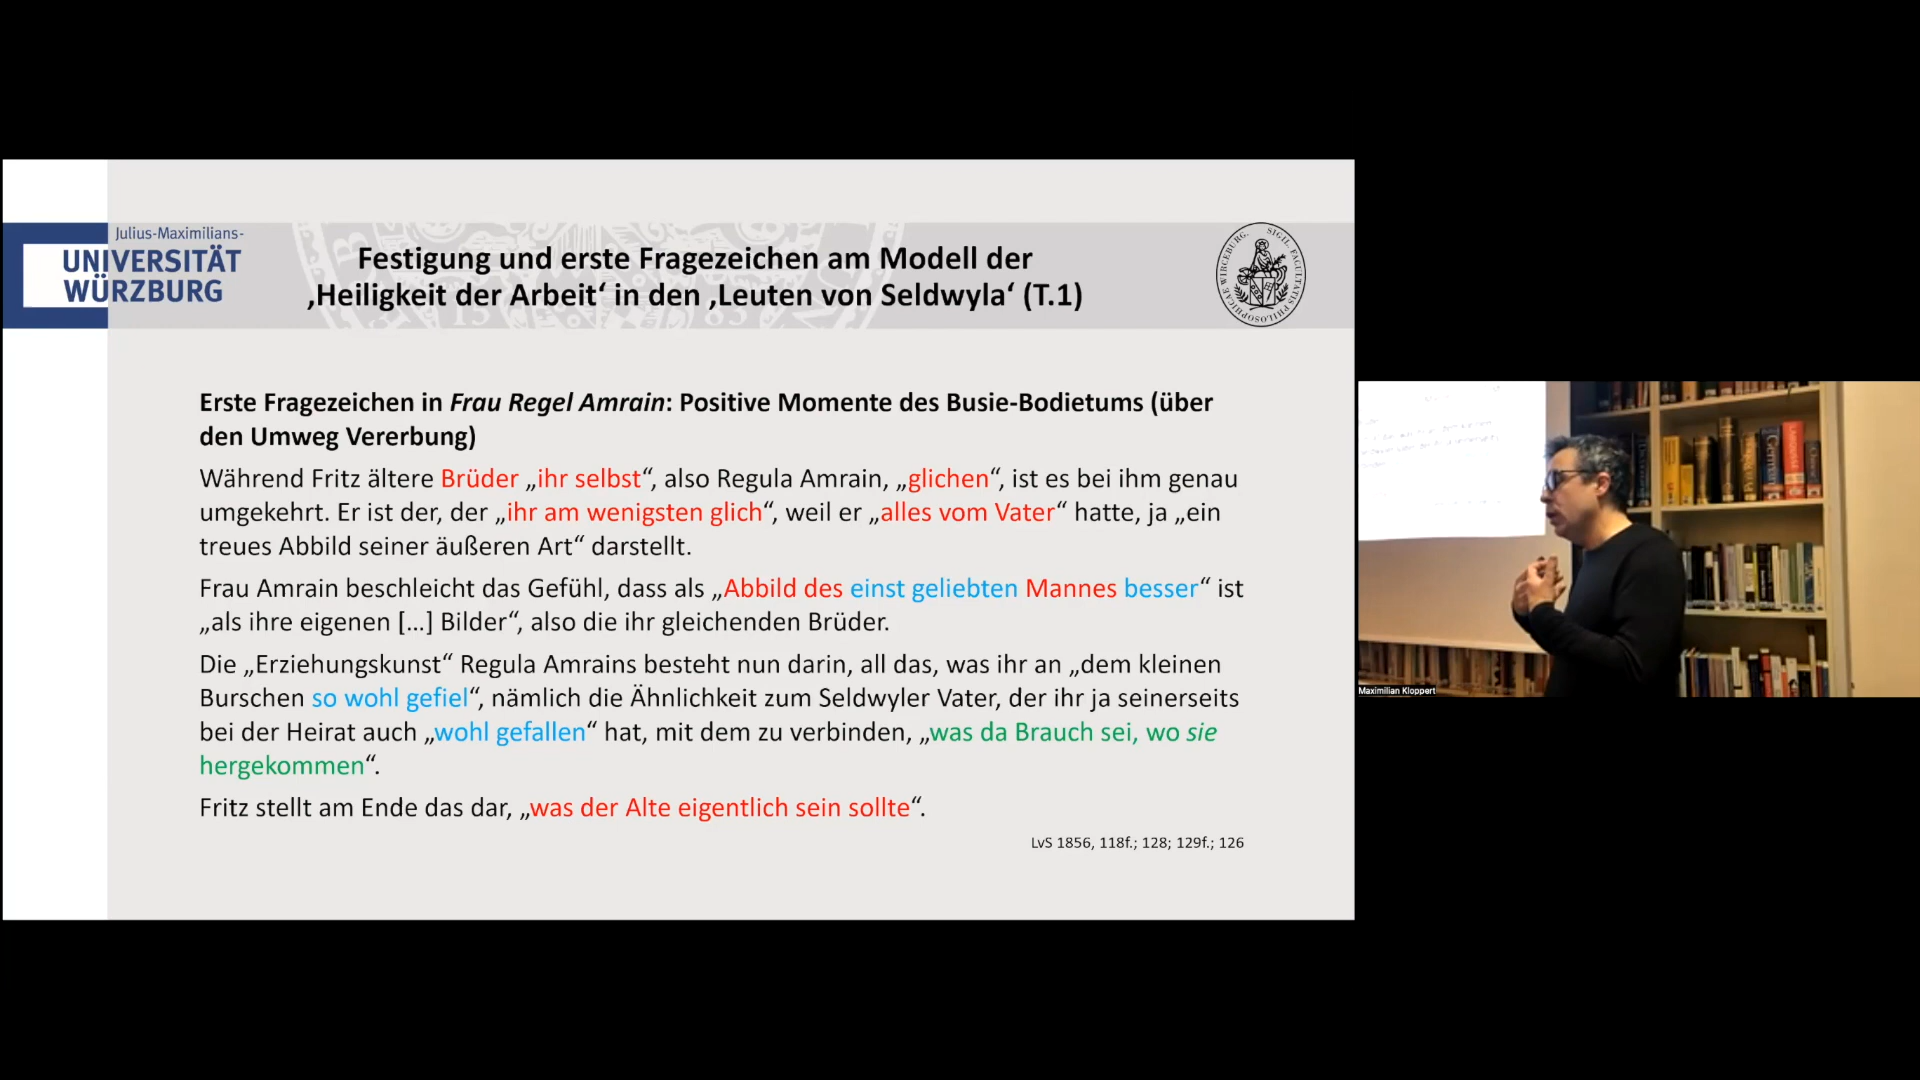 Julius-Maximilians-
UNIVERSITÄT
WÜRZBURG
Festigung und erste Fragezeichen am Modell der
‚Heiligkeit der Arbeit‘ in den ‚Leuten von Seldwyla‘ (T.1)
Erste Fragezeichen in Frau Regel Amrain: Positive Momente des Busie-Bodietums (über
den Umweg Vererbung)
Während Fritz ältere Brüder „ihr selbst“, also Regula Amrain, „glichen“, ist es bei ihm genau
umgekehrt. Er ist der, der „ihr am wenigsten glich“, weil er „alles vom Vater“ hatte, ja „ein
treues Abbild seiner äußeren Art“ darstellt.
Frau Amrain beschleicht das Gefühl, dass als „Abbild des einst geliebten Mannes besser“ ist
„als ihre eigenen [...] Bilder“, also die ihr gleichenden Brüder.
Die „Erziehungskunst“ Regula Amrains besteht nun darin, all das, was ihr an „dem kleinen
Burschen so wohl gefiel“, nämlich die Ähnlichkeit zum Seldwyler Vater, der ihr ja seinerseits
bei der Heirat auch „wohl gefallen“ hat, mit dem zu verbinden, „was da Brauch sei, wo sie
hergekommen“.
Fritz stellt am Ende das dar, „was der Alte eigentlich sein sollte“.
LvS 1856, 118f.; 128; 129f.; 126
Maximilian Kloppert